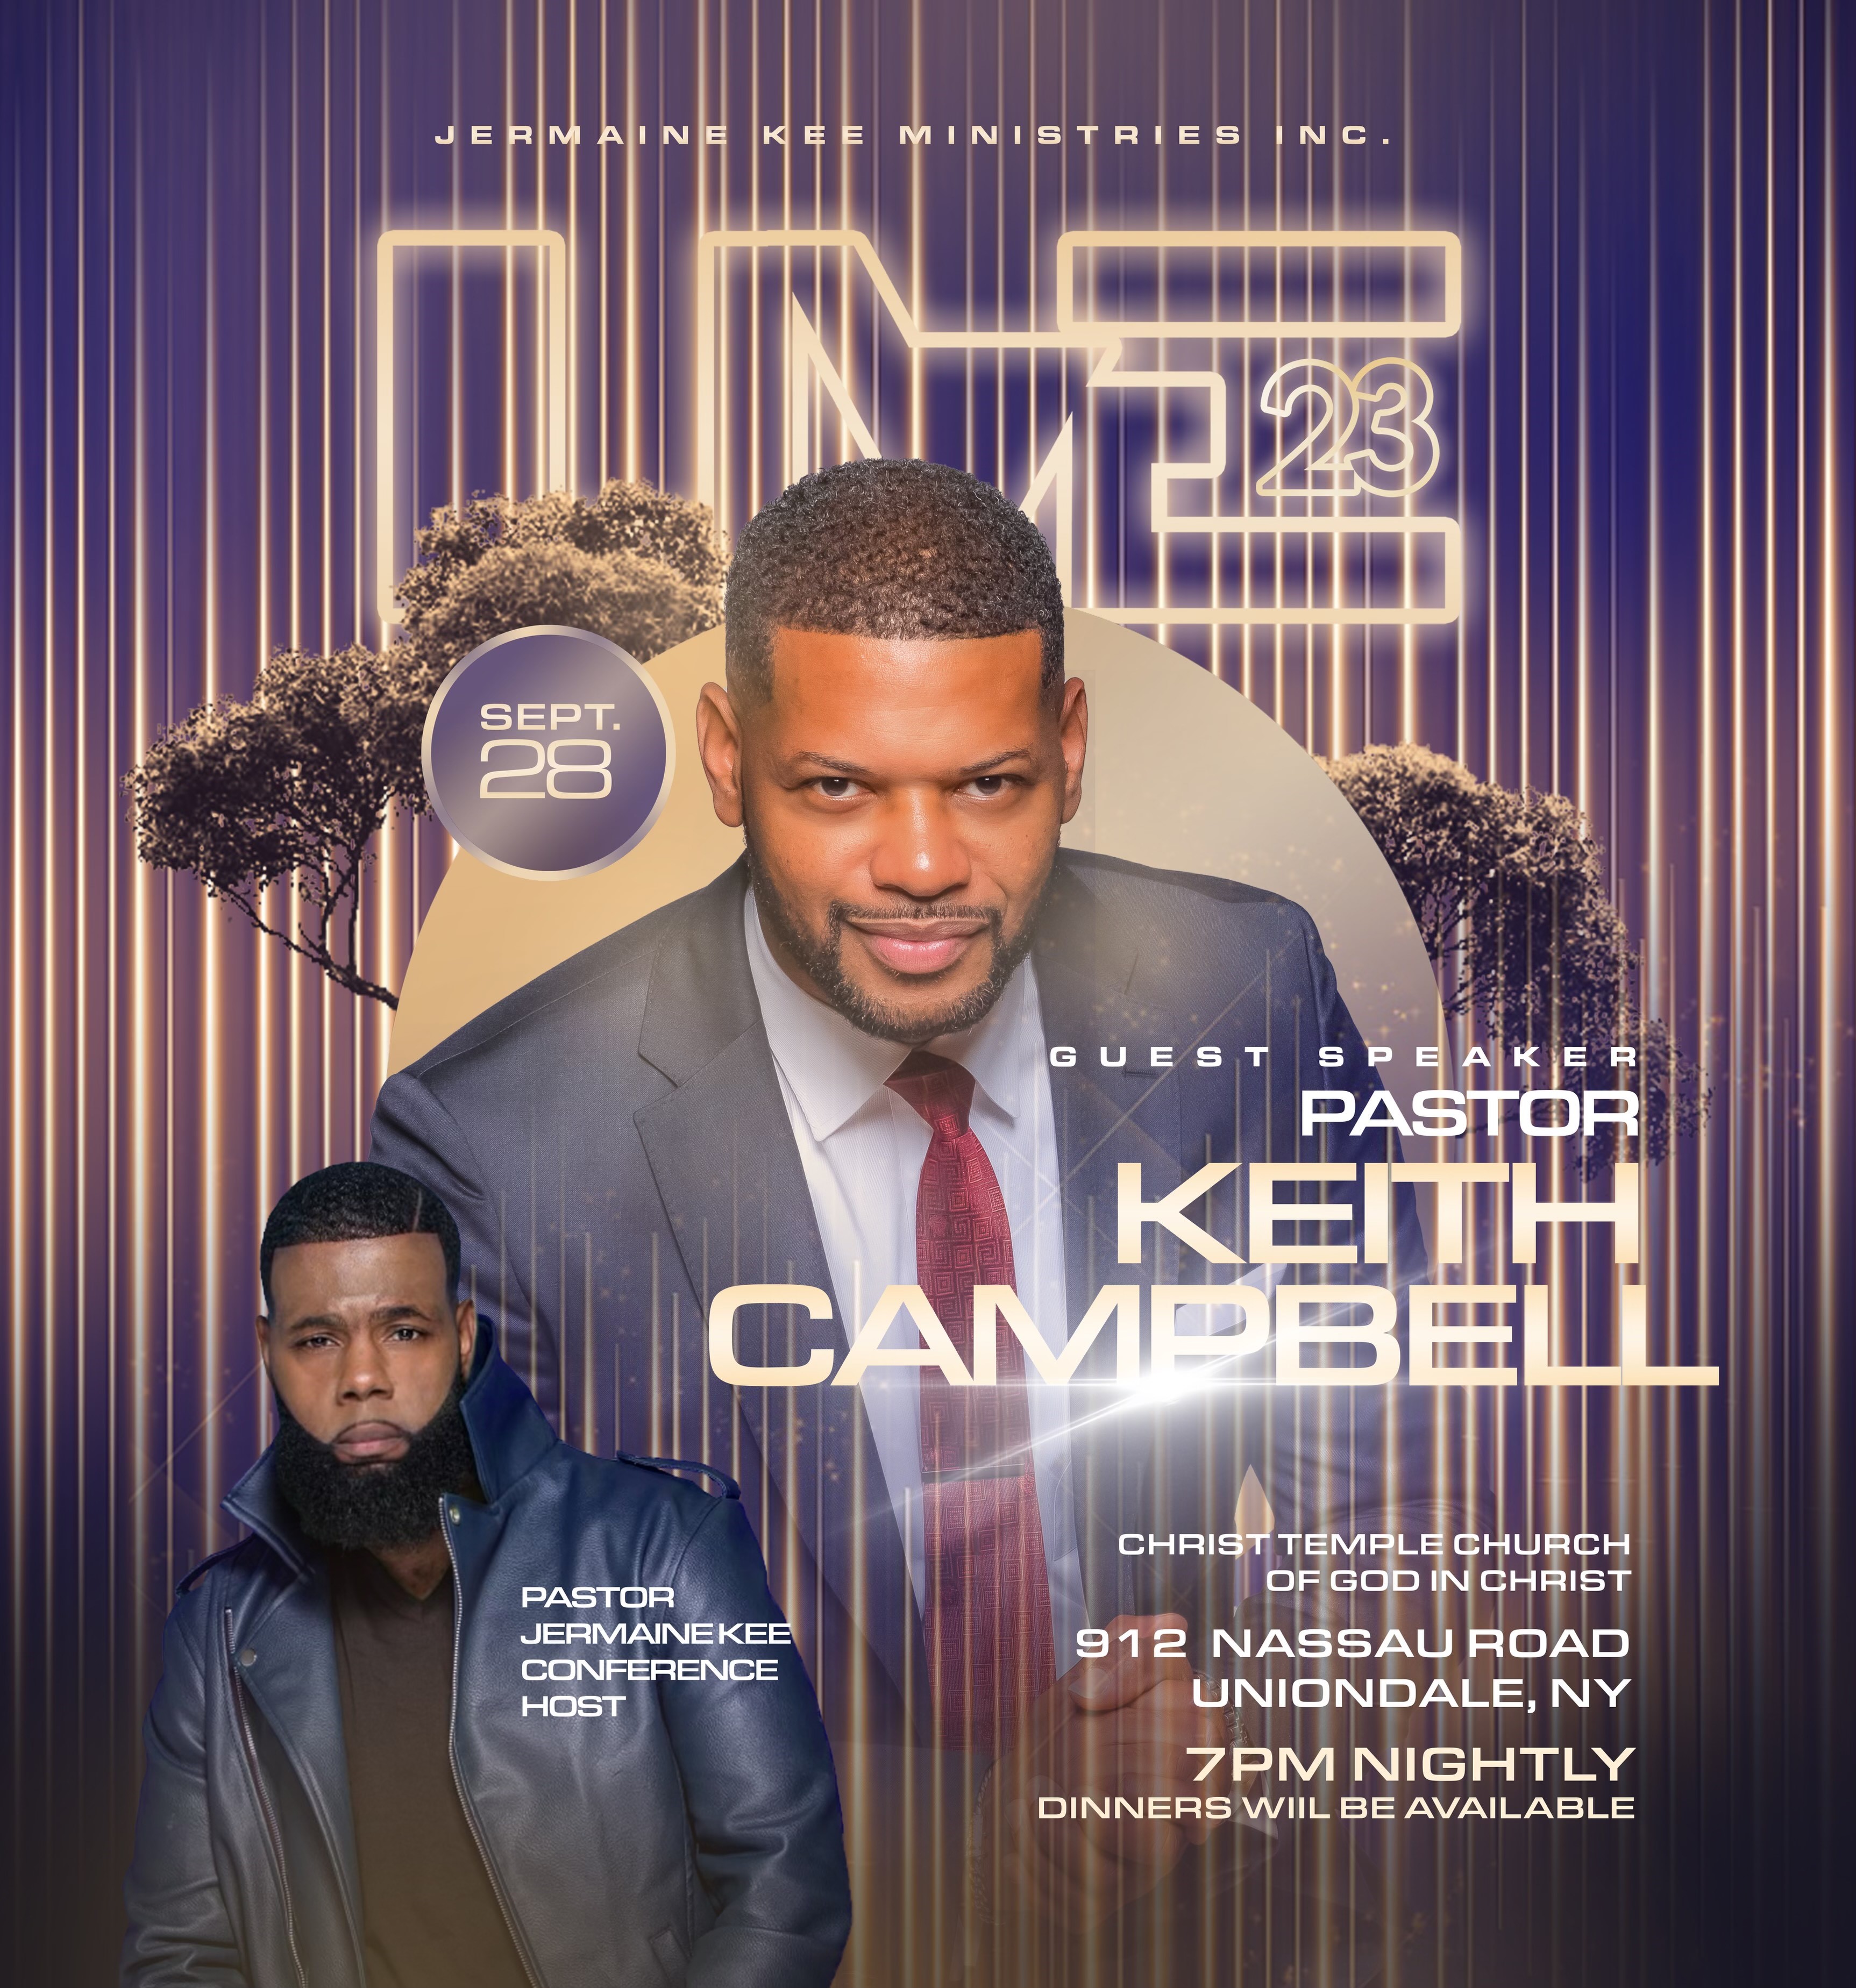 JERMAINE KEE MINISTRIES INC.
23
SEPT.
28
GUEST SPEAKER
PASTOR
KEITH
CAMPBELL
PASTOR
JERMAINE KEE
CONFERENCE
HOST
CHRIST TEMPLE CHURCH
OF GOD IN CHRIST
912 NASSAU ROAD
UNIONDALE, NY
7PM NIGHTLY
DINNERS WIIL BE AVAILABLE